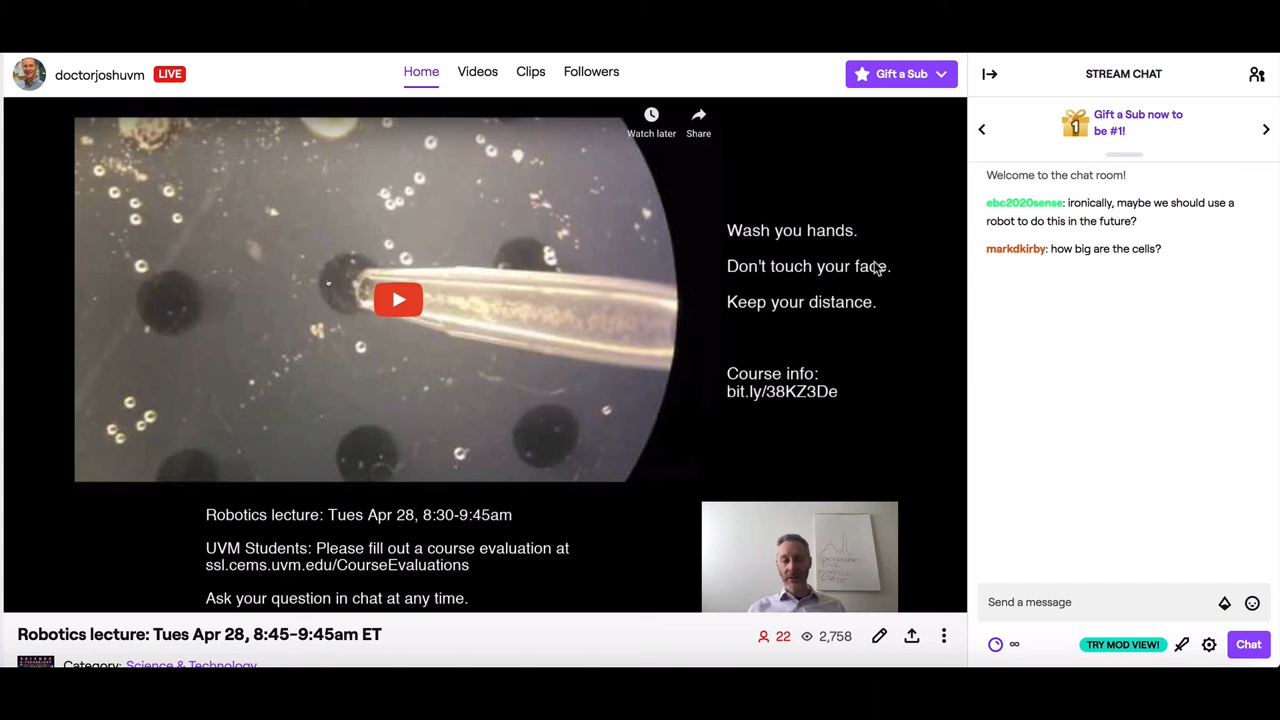 doctorjoshuvm LIVE
Home Videos Clips Followers
Gift a Sub
Watch later Share
Wash you hands.
Don't touch your face.
Keep your distance.
Course info:
bit.ly/38KZ3De
Robotics lecture: Tues Apr 28, 8:30-9:45am
UVM Students: Please fill out a course evaluation at
ssl.cems.uvm.edu/CourseEvaluations
Ask your question in chat at any time.
Robotics lecture: Tues Apr 28, 8:45-9:45am ET
22 2,758
Category: Science & Technology
STREAM CHAT
1
Gift a Sub now to
be #1!
Welcome to the chat room!
ebc2020sense: ironically, maybe we should use a
robot to do this in the future?
markdkirby: how big are the cells?
Send a message
∞ TRY MOD VIEW! Chat